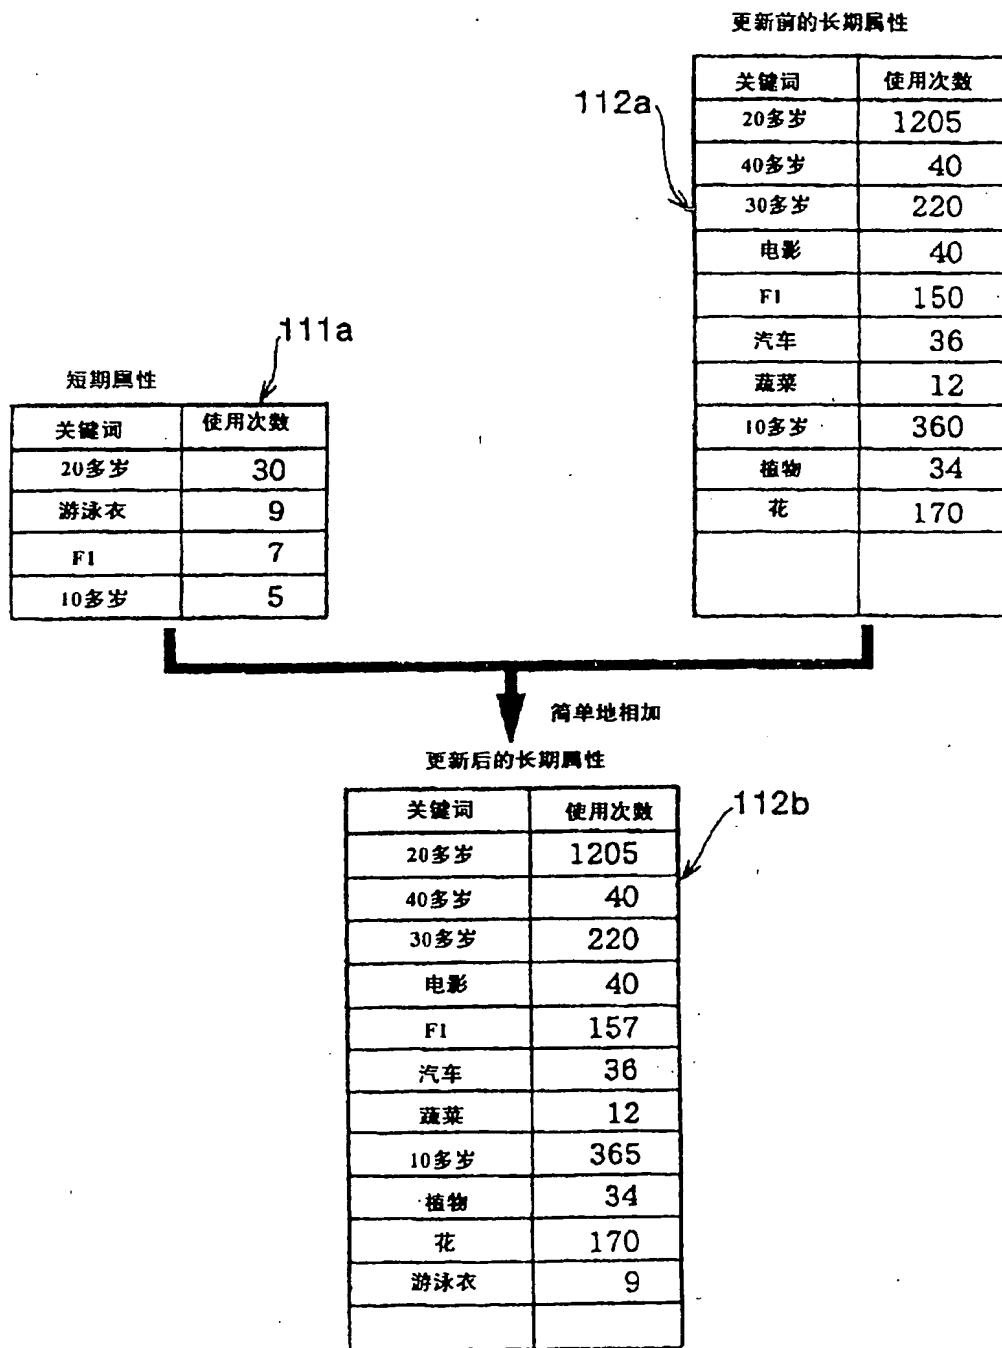 更新前的长期属性
112a
关键词 使用次数
20多岁 1205
40多岁 40
30多岁 220
电影 40
F1 150
汽车 36
蔬菜 12
10多岁 360
植物 34
花 170
111a
短期属性
关键词 使用次数
20多岁 30
游泳衣 9
F1 7
10多岁 5
简单地相加
更新后的长期属性
112b
关键词 使用次数
20多岁 1205
40多岁 40
30多岁 220
电影 40
F1 157
汽车 36
蔬菜 12
10多岁 365
植物 34
花 170
游泳衣 9